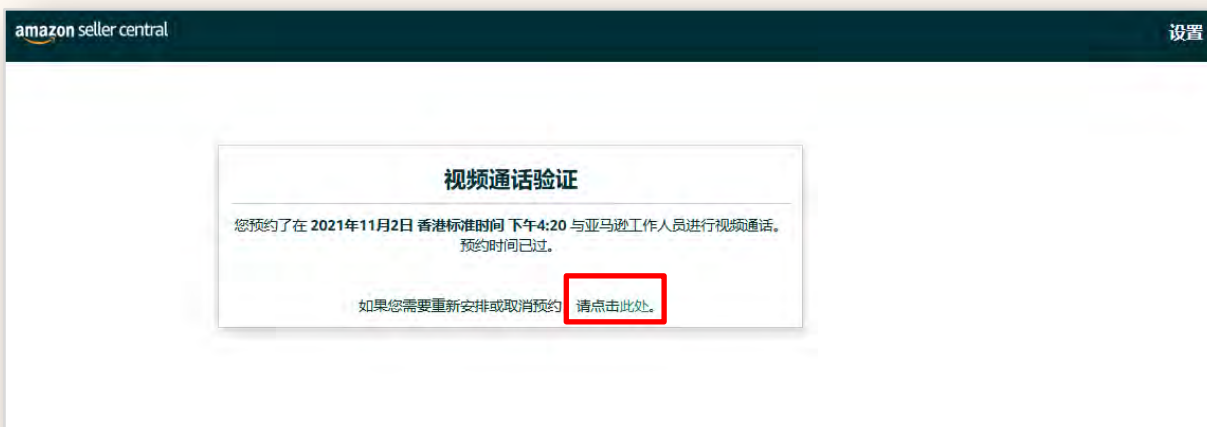 amazon seller central
设置
视频通话验证
您预约了在 2021年11月2日 香港标准时间 下午4:20 与亚马逊工作人员进行视频通话。
预约时间已过。
如果您需要重新安排或取消预约 请点击此处。